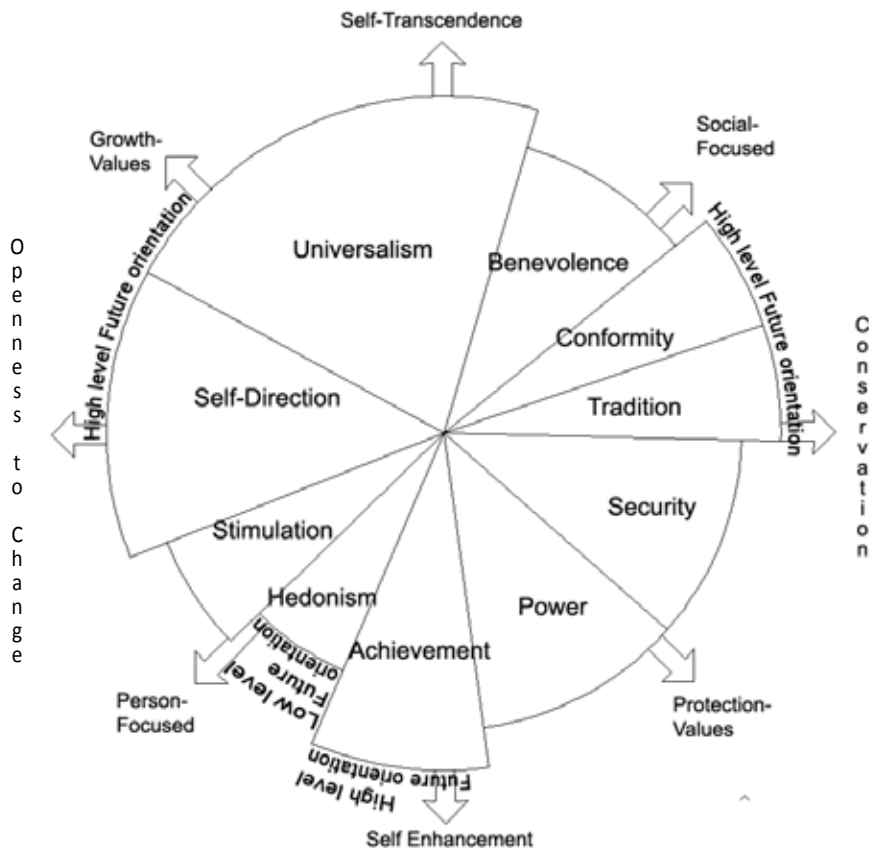 Self-Transcendence
Growth-
Values
Social-
Focused
High level Future orientation
High level Future orientation
Universalism
Benevolence
Openness to Change
Conservation
Conformity
Self-Direction
Tradition
Security
Stimulation
Hedonism
Power
Achievement
Low level
Future
orientation
Person-
Focused
Protection-
Values
High level
Future orientation
Self Enhancement